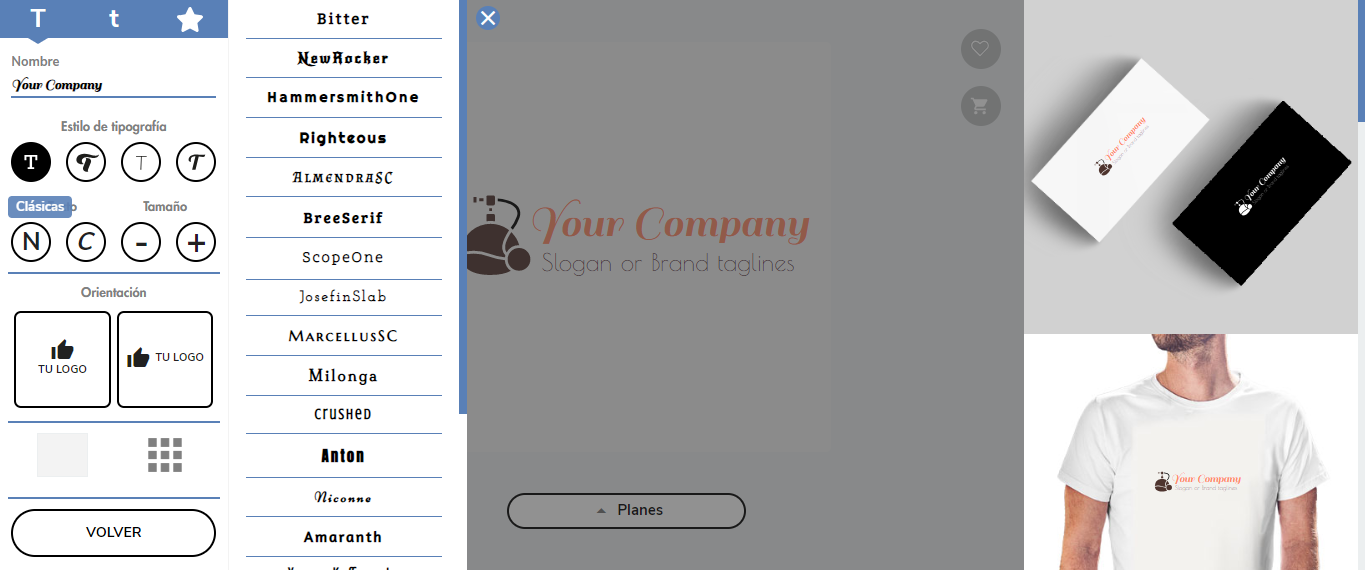 T t
Nombre
Your Company
Estilo de tipografía
T T T T
Clásicas
o
Tamaño
N C - +
Orientación
TU LOGO
TU LOGO
VOLVER
Bitter
NewRocker
HammersmithOne
Righteous
AlmendraSC
BreeSerif
ScopeOne
JosefinSlab
MarcellusSC
Milonga
crushed
Anton
Niconne
Amaranth
Your Company
Slogan or Brand taglines
Planes
Your Company
Slogan or Brand taglines
Your Company
Slogan or Brand taglines
Your Company
Slogan or Brand taglines